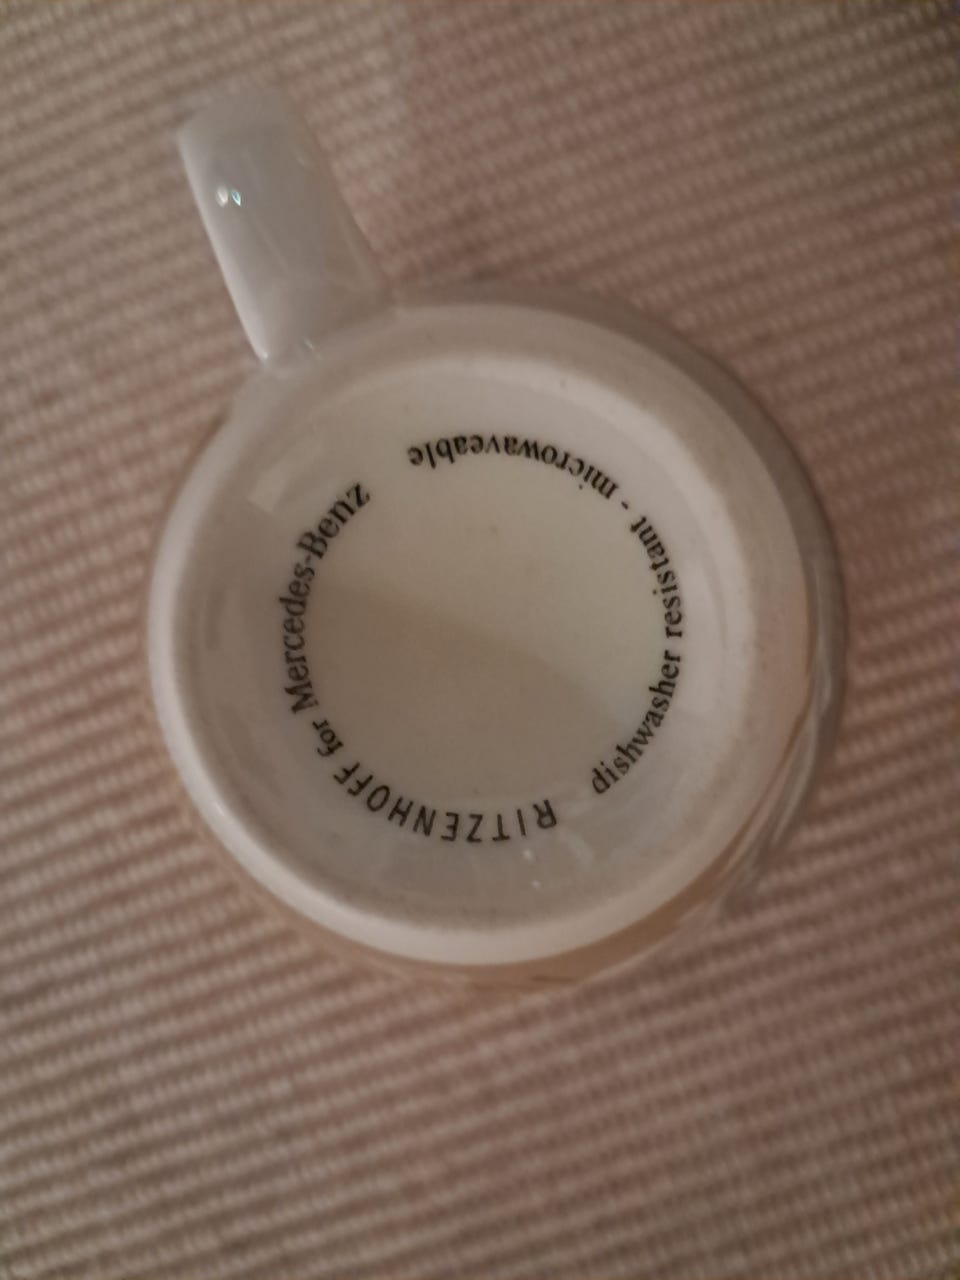 RITZENHOFF for Mercedes-Benz
dishwasher resistant - microwaveable